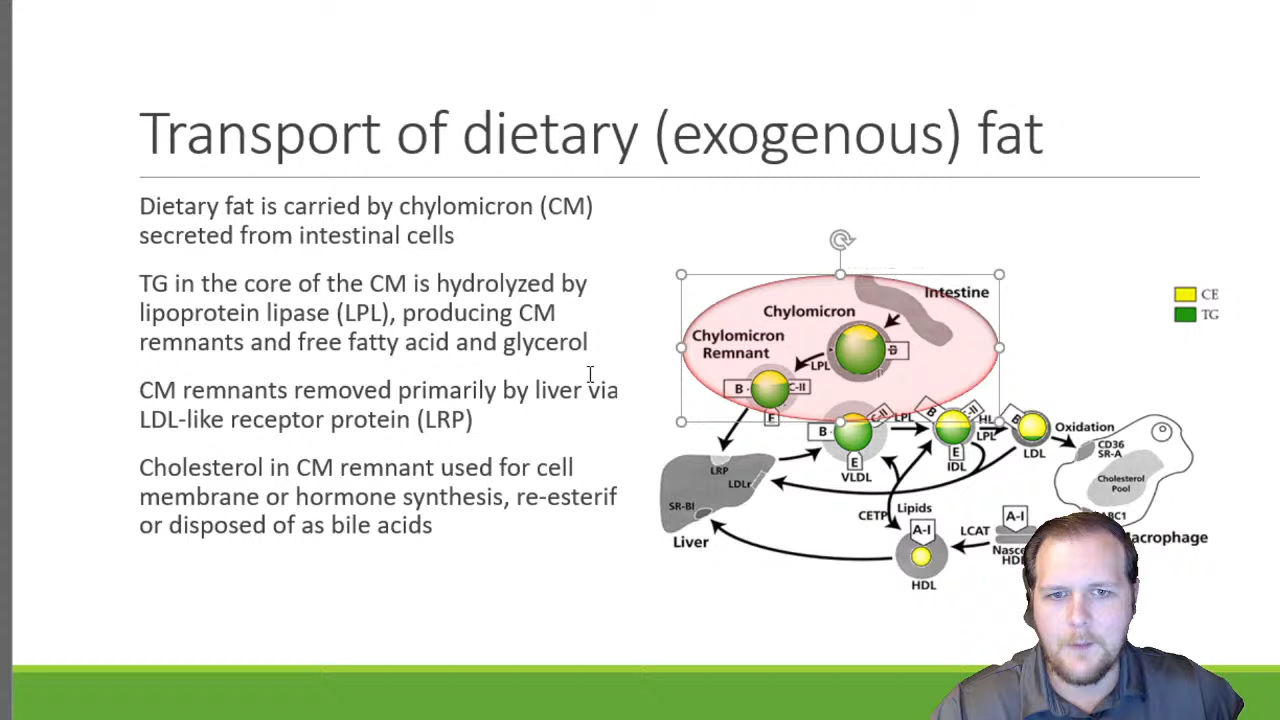 Transport of dietary (exogenous) fat
Dietary fat is carried by chylomicron (CM)
secreted from intestinal cells
TG in the core of the CM is hydrolyzed by
lipoprotein lipase (LPL), producing CM
remnants and free fatty acid and glycerol
CM remnants removed primarily by liver via
LDL-like receptor protein (LRP)
Cholesterol in CM remnant used for cell
membrane or hormone synthesis, re-esterif
or disposed of as bile acids
Intestine
Chylomicron
Chylomicron
Remnant
B
LPL
B
C-II
E
CE
TG
B
C-II
E
VLDL
LPL
B
C-II
E
IDL
HL
LPL
B
LDL
Oxidation
CD36
SR-A
Cholesterol
Pool
ABC1
Macrophage
LRP
LDLr
SR-BI
Liver
CETP
Lipids
A-I
HDL
LCAT
A-I
Nasce
HDL